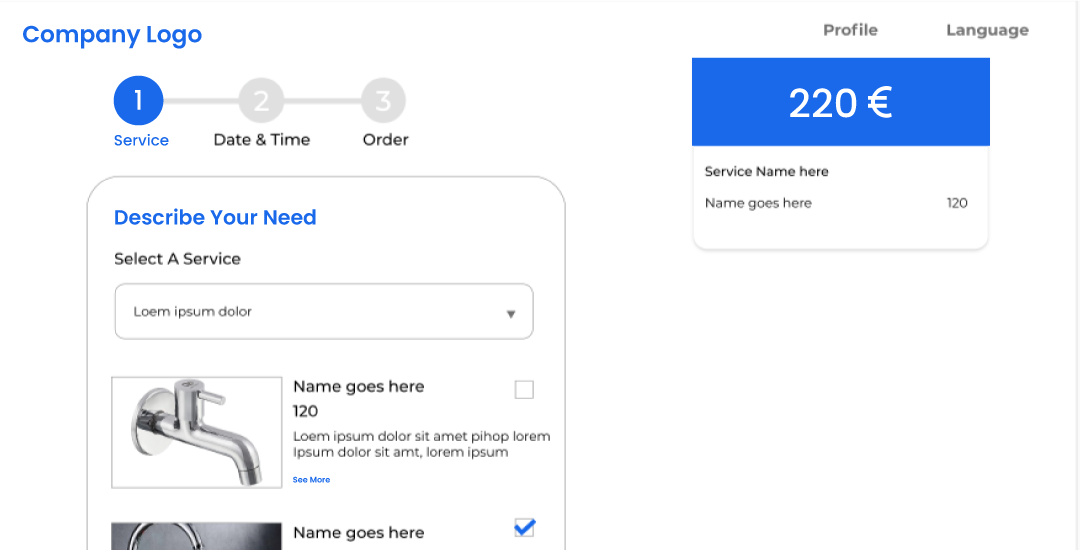 Company Logo
Profile
Language
220 €
1
2
3
Service
Date & Time
Order
Service Name here
Name goes here
120
Describe Your Need
Select A Service
Loem ipsum dolor
Name goes here
120
Loem ipsum dolor sit amet pihop lorem
Ipsum dolor sit amt, lorem ipsum
See More
Name goes here